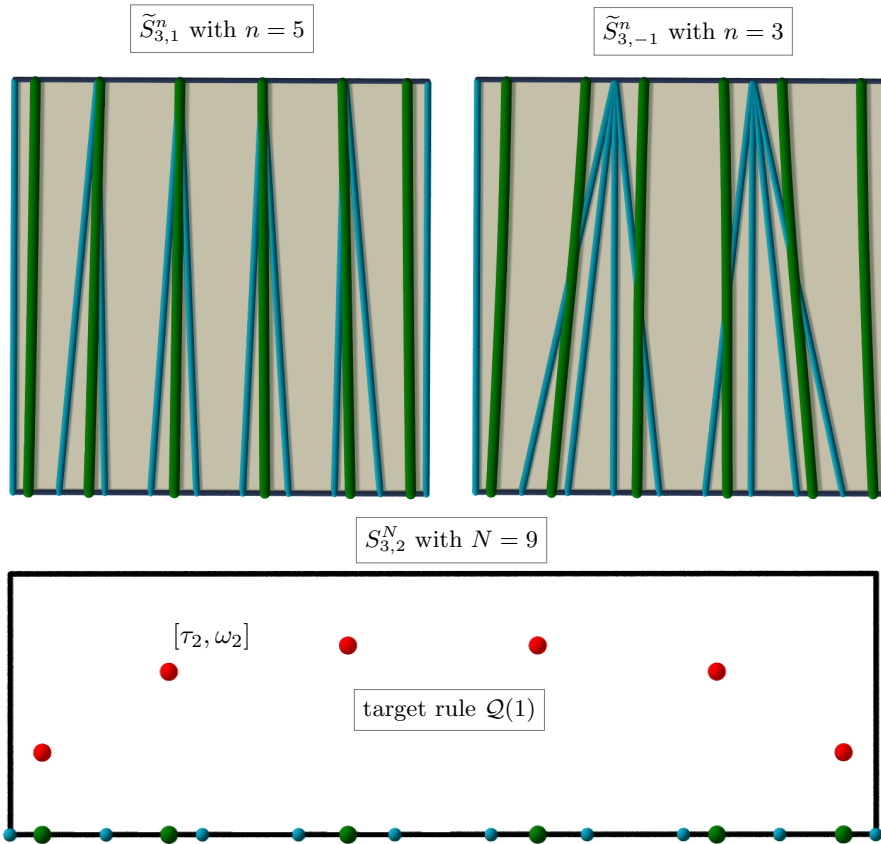 $\widetilde{S}^{n}_{3,1}$ with $n = 5$
$\widetilde{S}^{n}_{3,-1}$ with $n = 3$
$S^{N}_{3,2}$ with $N = 9$
$[\tau_2, \omega_2]$
target rule $\mathcal{Q}(1)$